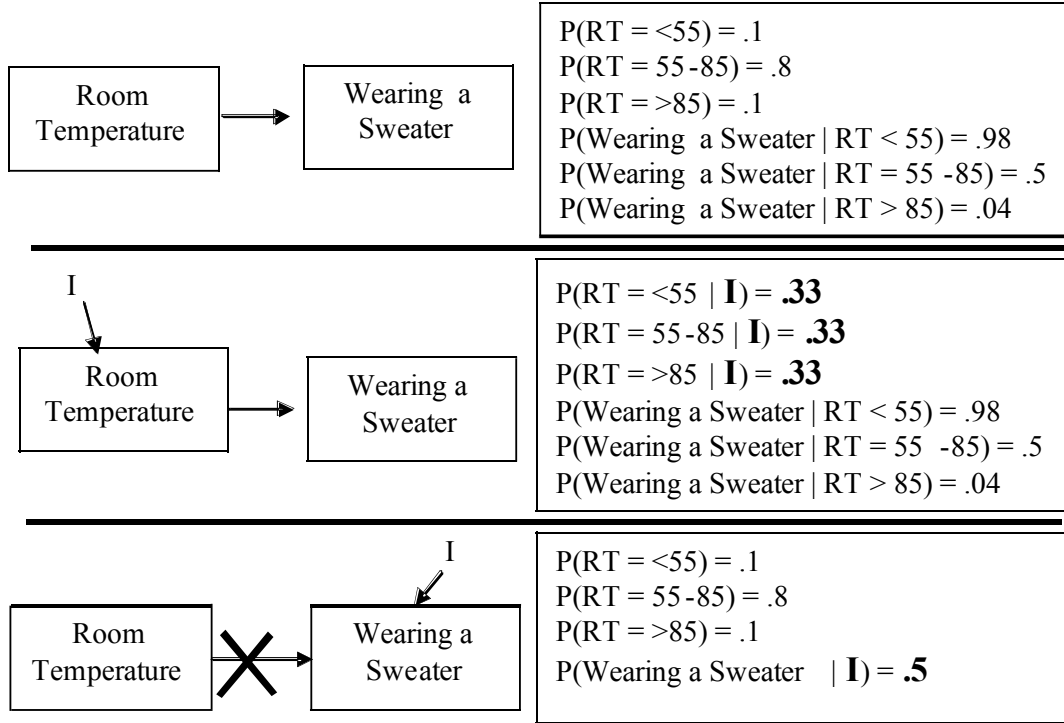 Room
Temperature
Wearing a
Sweater
P(RT = <55) = .1
P(RT = 55-85) = .8
P(RT = >85) = .1
P(Wearing a Sweater | RT < 55) = .98
P(Wearing a Sweater | RT = 55 -85) = .5
P(Wearing a Sweater | RT > 85) = .04
I
Room
Temperature
Wearing a
Sweater
P(RT = <55 | I) = .33
P(RT = 55-85 | I) = .33
P(RT = >85 | I) = .33
P(Wearing a Sweater | RT < 55) = .98
P(Wearing a Sweater | RT = 55 -85) = .5
P(Wearing a Sweater | RT > 85) = .04
I
Room
Temperature
Wearing a
Sweater
P(RT = <55) = .1
P(RT = 55-85) = .8
P(RT = >85) = .1
P(Wearing a Sweater | I) = .5